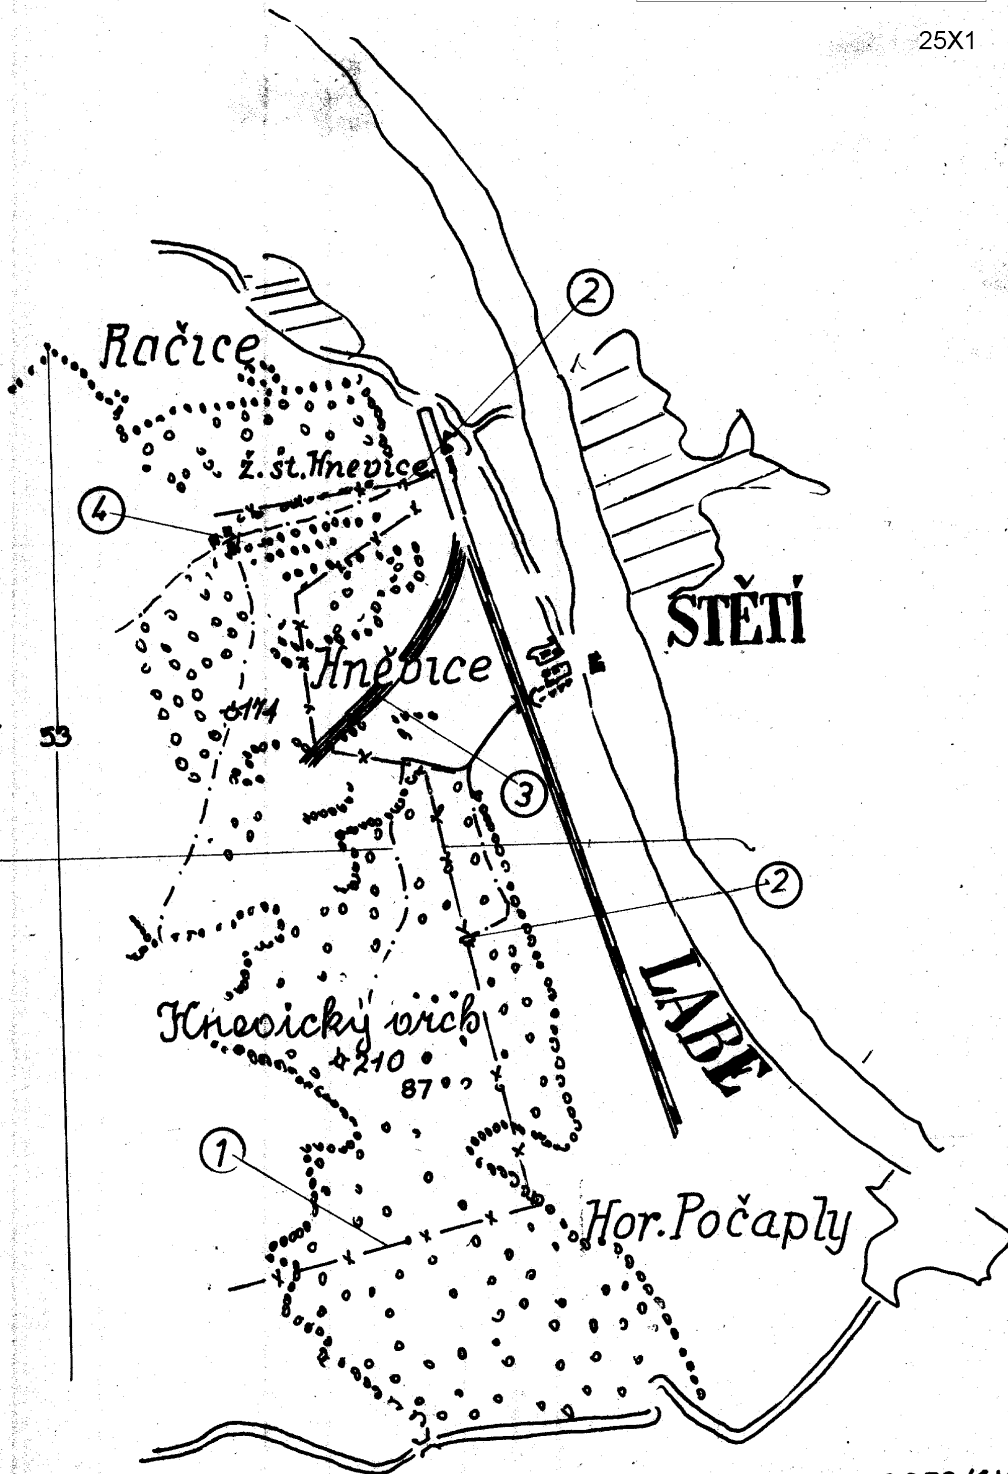 25X1
2
Račice
ž. st. Hnevice
4
ŠTĚTÍ
Hněvice
174
53
3
2
LABE
Hnevický vrch
210
87
1
Hor. Počaply